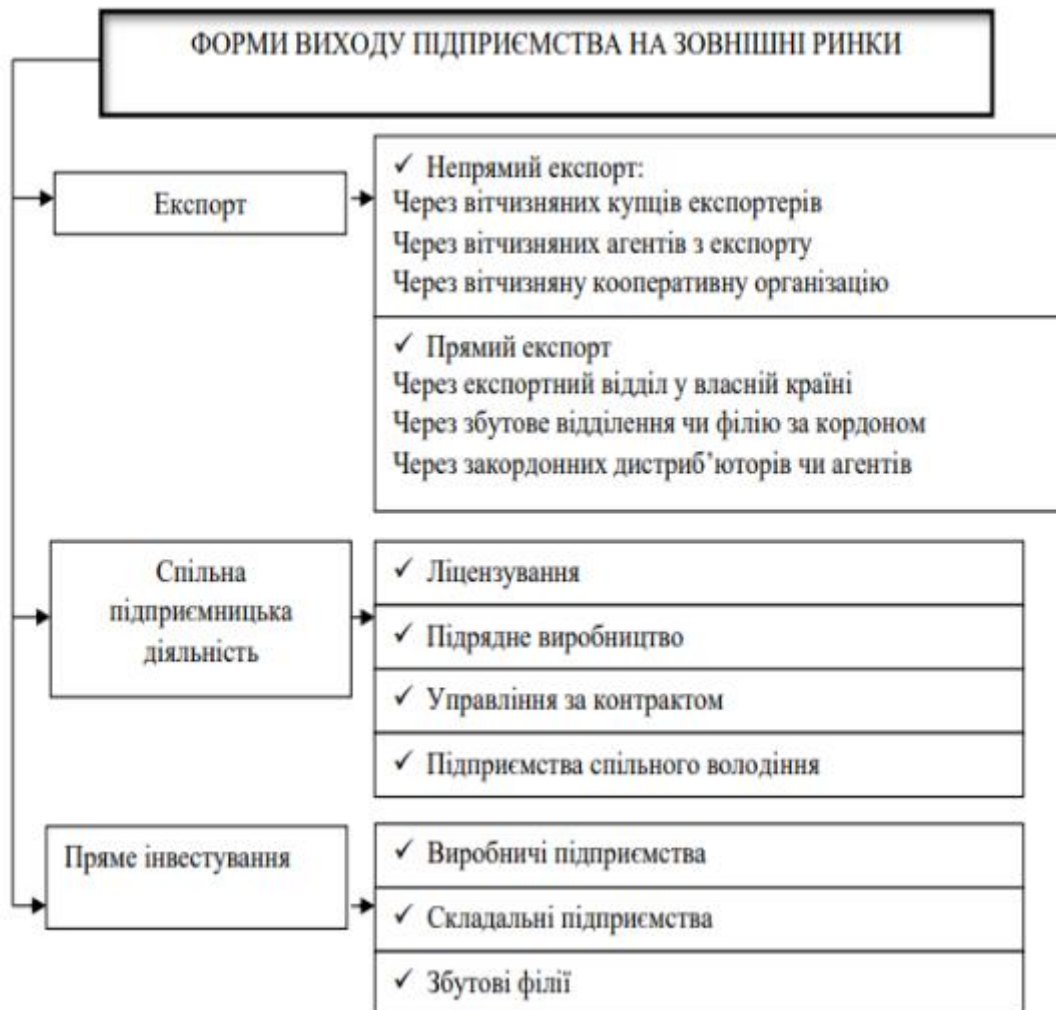 ФОРМИ ВИХОДУ ПІДПРИЄМСТВА НА ЗОВНІШНІ РИНКИ
Експорт
✓ Непрямий експорт:
Через вітчизняних купців експортерів
Через вітчизняних агентів з експорту
Через вітчизняну кооперативну організацію
✓ Прямий експорт
Через експортний відділ у власній країні
Через збутове відділення чи філію за кордоном
Через закордонних дистриб’юторів чи агентів
Спільна
підприємницька
діяльність
✓ Ліцензування
✓ Підрядне виробництво
✓ Управління за контрактом
✓ Підприємства спільного володіння
Пряме інвестування
✓ Виробничі підприємства
✓ Складальні підприємства
✓ Збутові філії